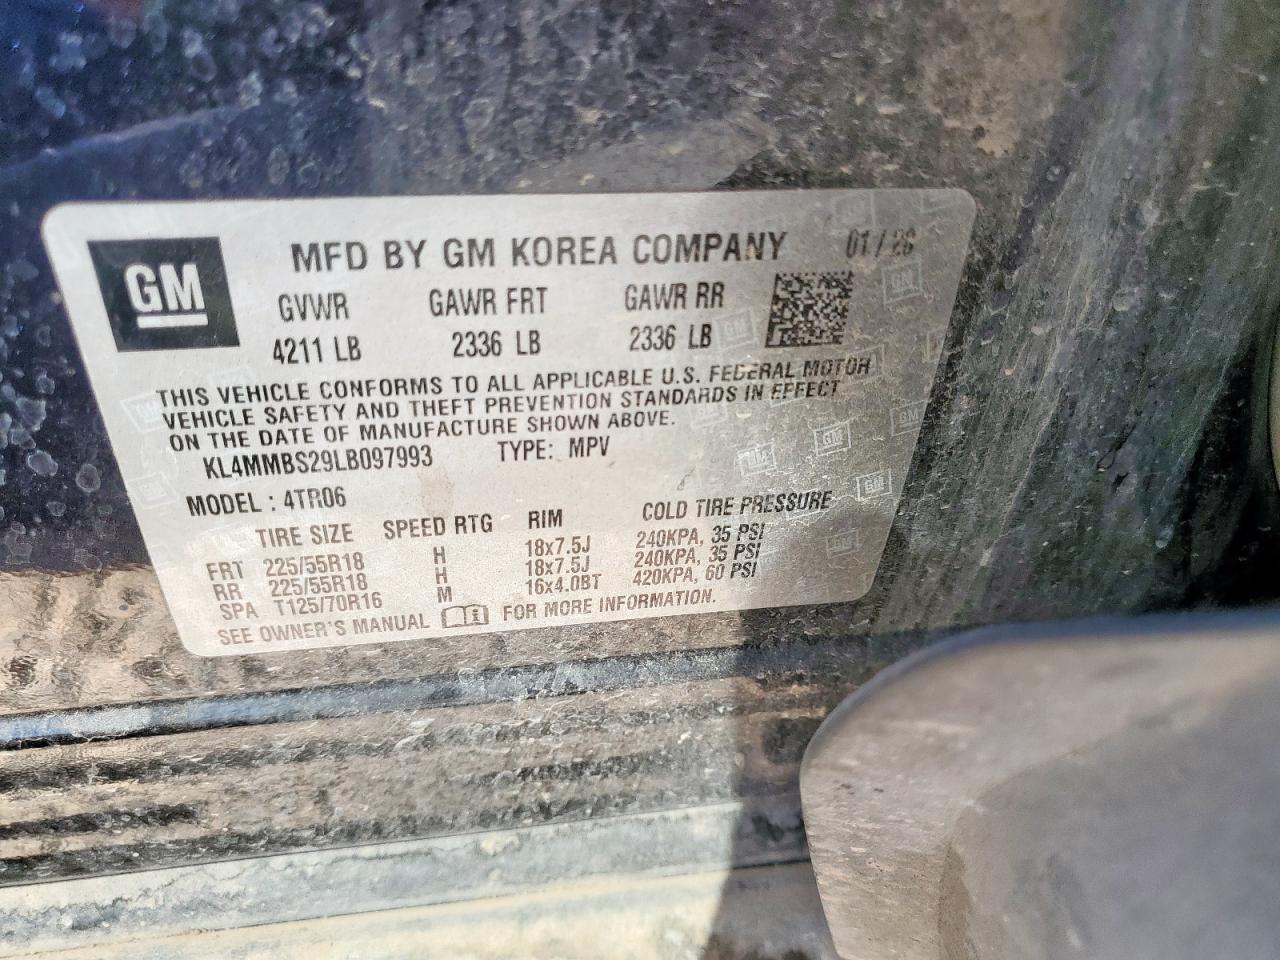 GM
MFD BY GM KOREA COMPANY 01/20
GVWR GAWR FRT GAWR RR
4211 LB 2336 LB 2336 LB
THIS VEHICLE CONFORMS TO ALL APPLICABLE U.S. FEDERAL MOTOR
VEHICLE SAFETY AND THEFT PREVENTION STANDARDS IN EFFECT
ON THE DATE OF MANUFACTURE SHOWN ABOVE.
KL4MMBS29LB097993 TYPE: MPV
MODEL : 4TR06
TIRE SIZE SPEED RTG RIM COLD TIRE PRESSURE
FRT 225/55R18 H 18x7.5J 240KPA, 35 PSI
RR 225/55R18 H 18x7.5J 240KPA, 35 PSI
SPA T125/70R16 M 16x4.0BT 420KPA, 60 PSI
SEE OWNER'S MANUAL FOR MORE INFORMATION.